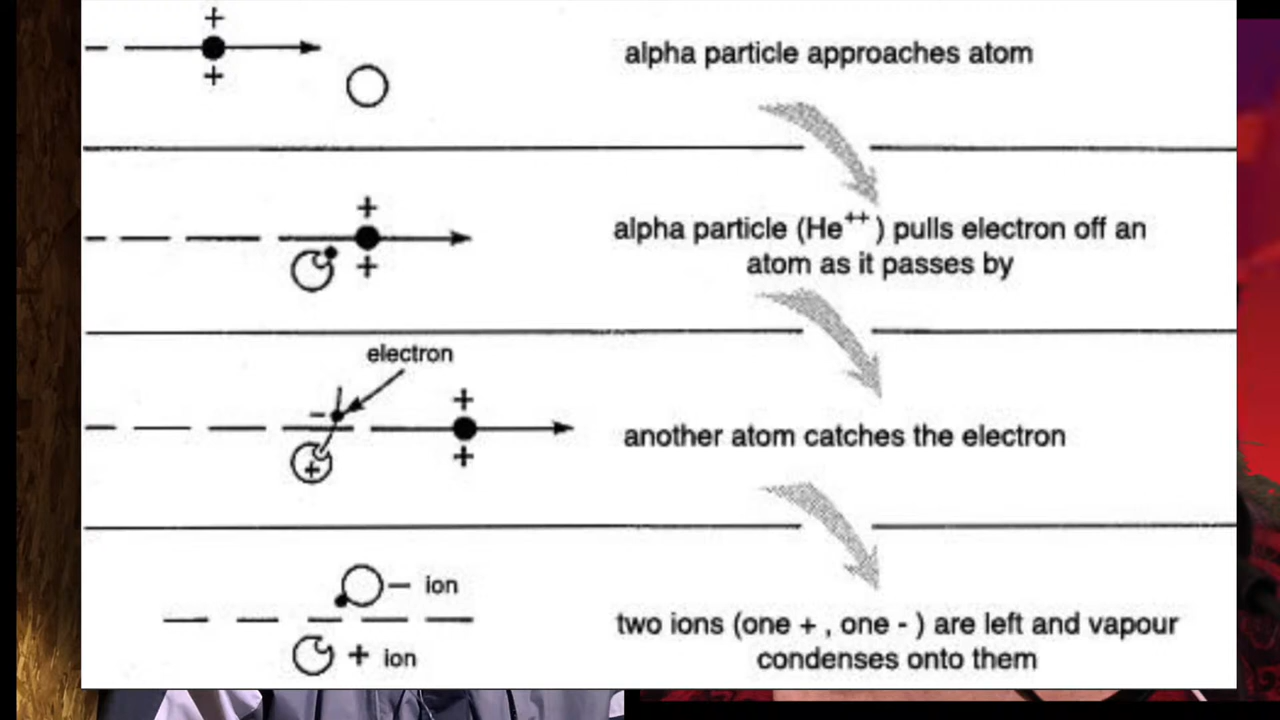 +
+
alpha particle approaches atom
+
+
alpha particle (He⁺⁺) pulls electron off an
atom as it passes by
electron
-
+
+
+
another atom catches the electron
− ion
+ ion
two ions (one + , one - ) are left and vapour
condenses onto them